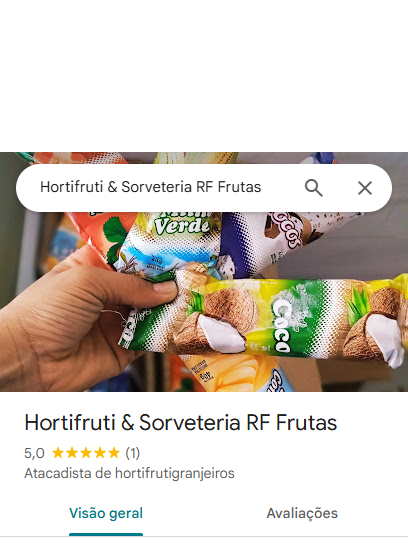 Hortifruti & Sorveteria RF Frutas
Milho
Verde
Coco
Hortifruti & Sorveteria RF Frutas
5,0 ★★★★★ (1)
Atacadista de hortifrutigranjeiros
Visão geral Avaliações